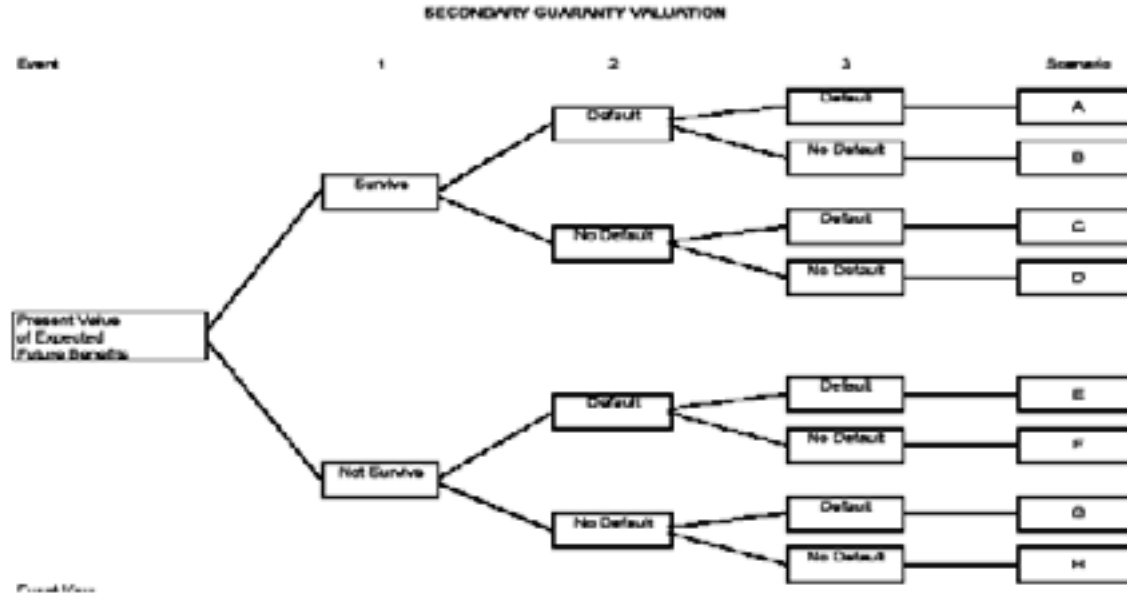 SECONDARY GUARANTY VALUATION
Event 1 2 3 Scenario
Default A
Default
No Default B
Survive
Default C
No Default
No Default D
Present Value
of Expected
Future Benefits
Default E
Default
No Default F
Not Survive
Default G
No Default
No Default H